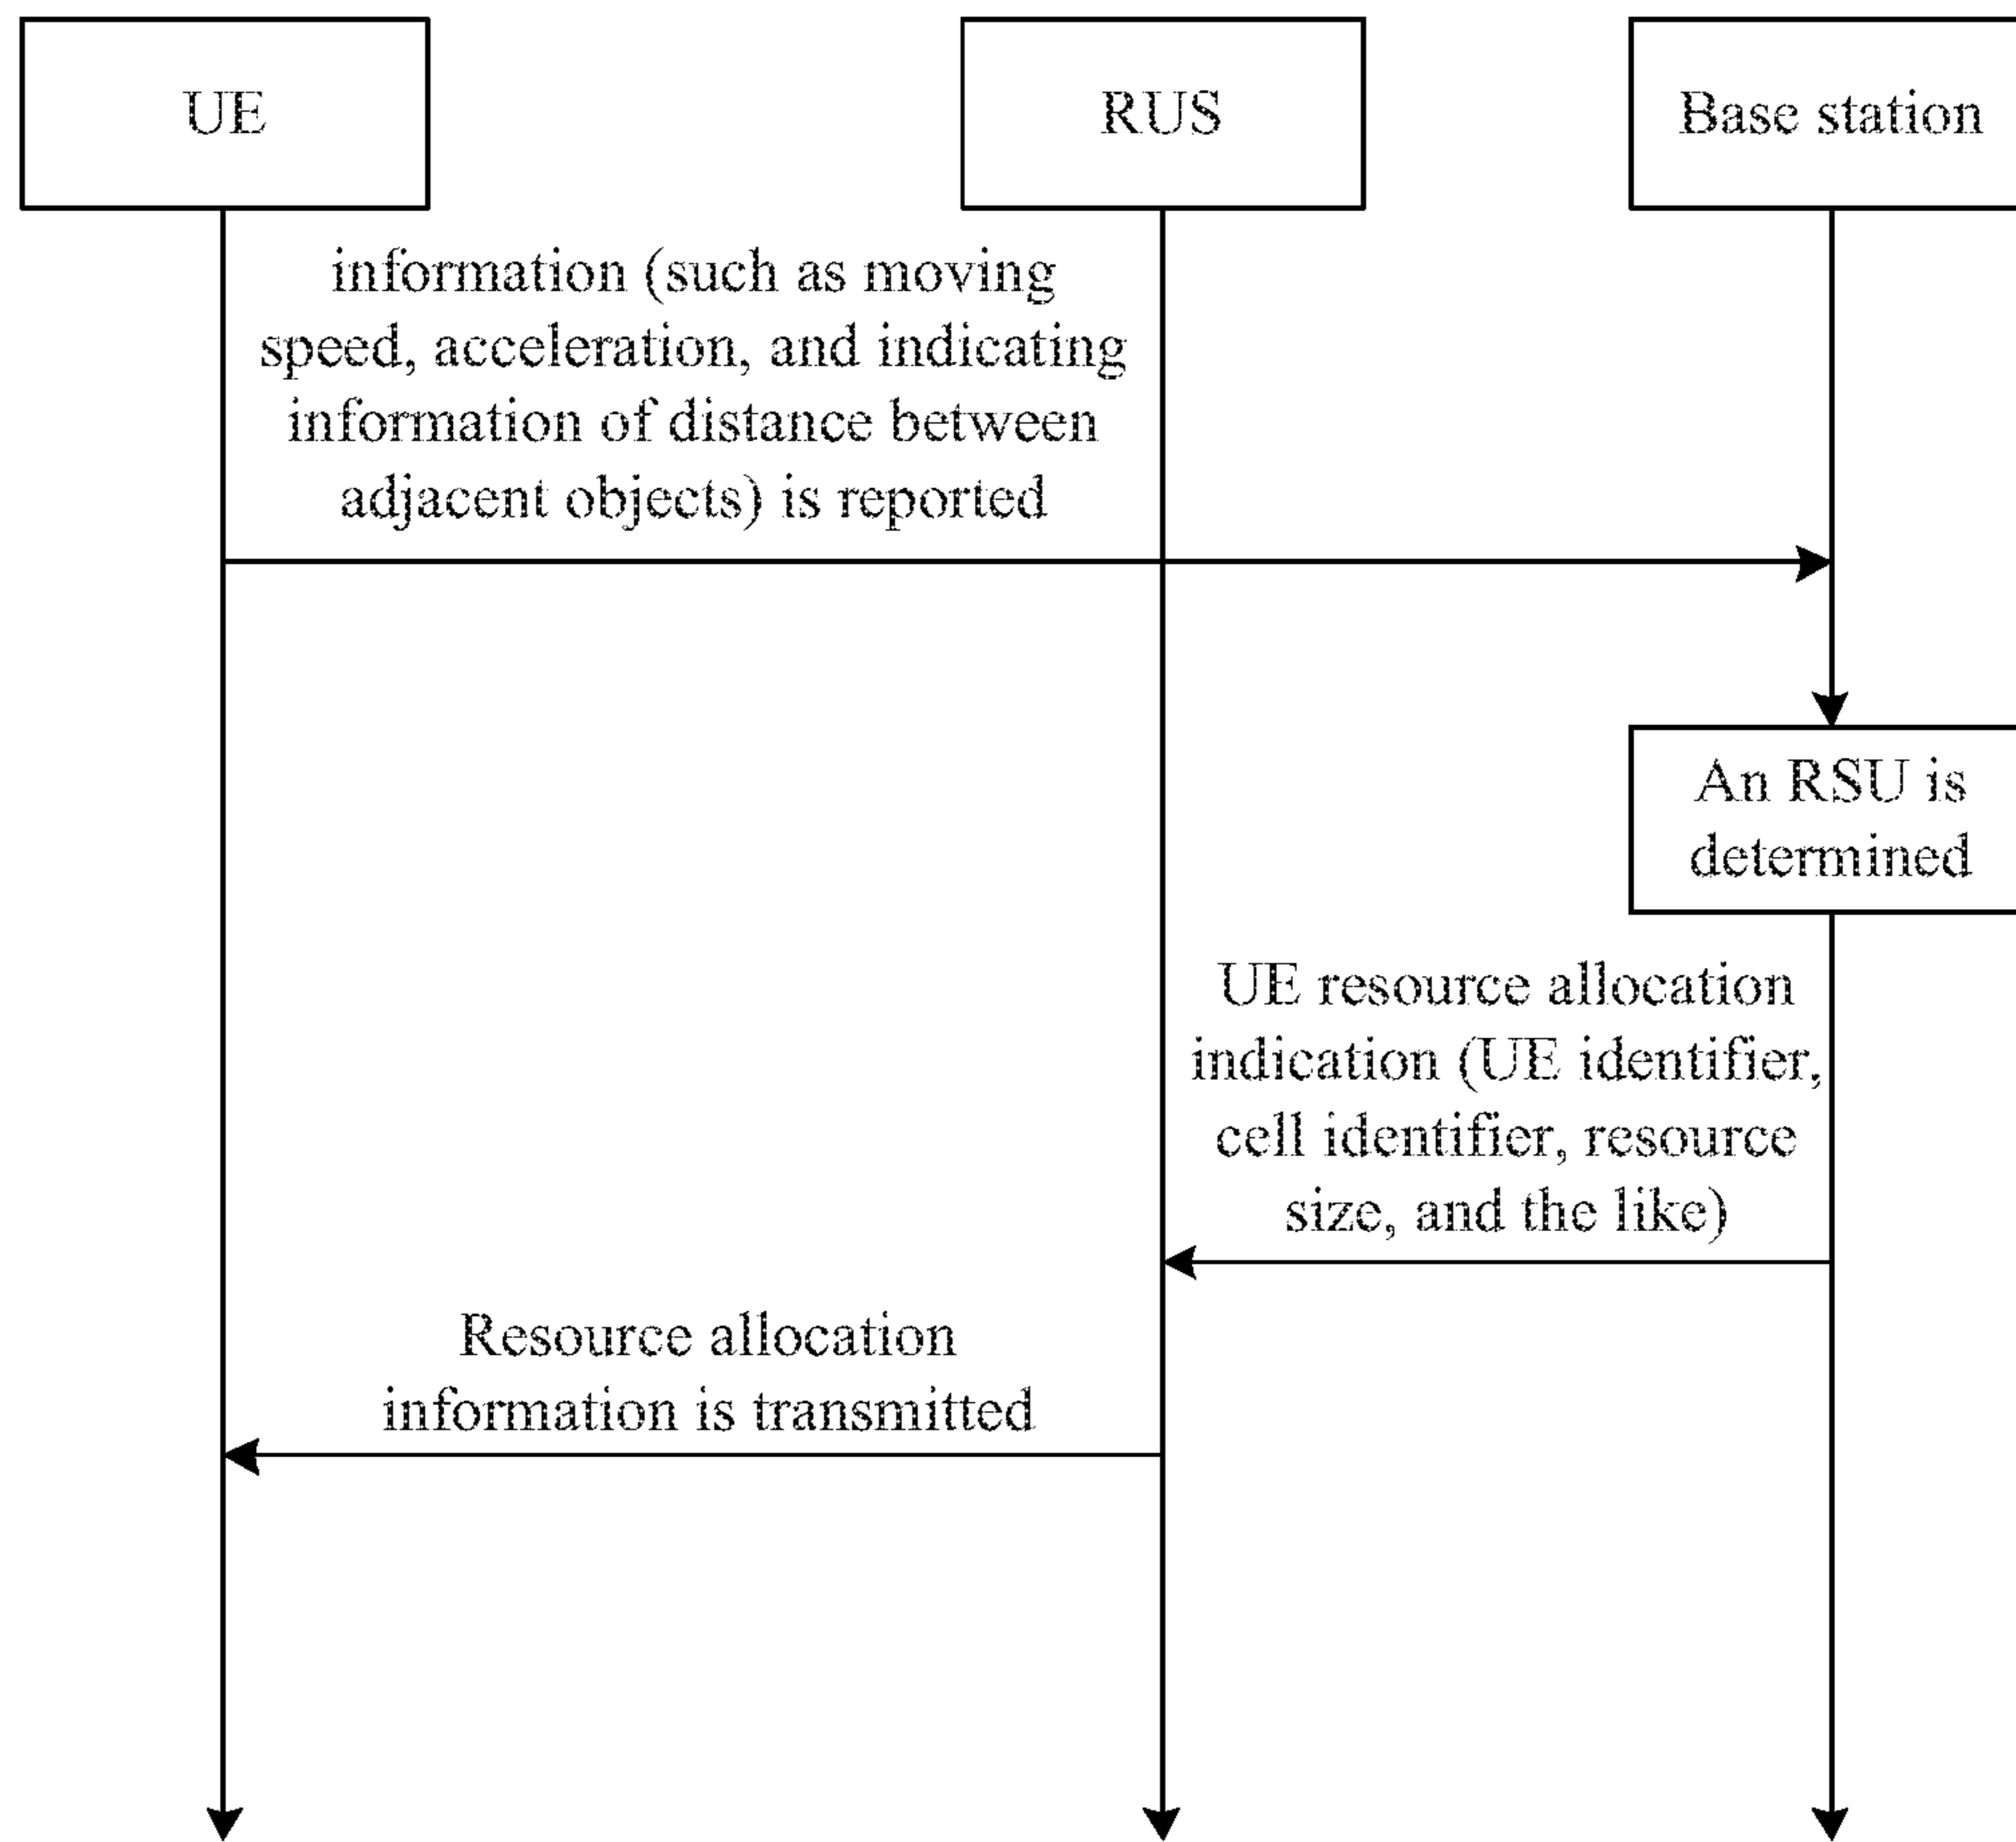 UE
RUS
Base station
information (such as moving
speed, acceleration, and indicating
information of distance between
adjacent objects) is reported
An RSU is
determined
UE resource allocation
indication (UE identifier,
cell identifier, resource
size, and the like)
Resource allocation
information is transmitted